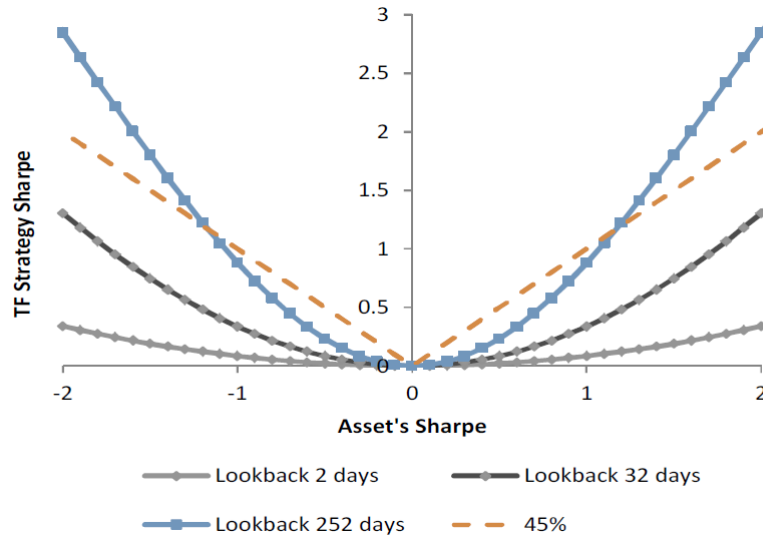 3
2.5
2
1.5
1
0.5
0
-2 -1 0 1 2
TF Strategy Sharpe
Asset's Sharpe
Lookback 2 days Lookback 32 days
Lookback 252 days 45%